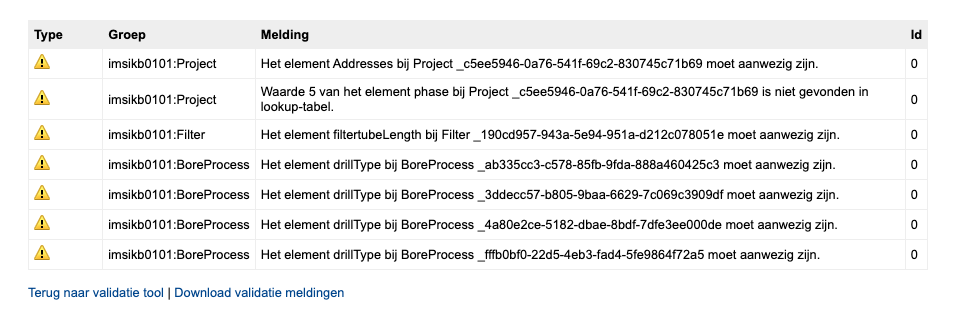 Type Groep Melding Id
imsikb0101:Project Het element Addresses bij Project _c5ee5946-0a76-541f-69c2-830745c71b69 moet aanwezig zijn. 0
imsikb0101:Project Waarde 5 van het element phase bij Project _c5ee5946-0a76-541f-69c2-830745c71b69 is niet gevonden in
lookup-tabel. 0
imsikb0101:Filter Het element filtertubeLength bij Filter _190cd957-943a-5e94-951a-d212c078051e moet aanwezig zijn. 0
imsikb0101:BoreProcess Het element drillType bij BoreProcess _ab335cc3-c578-85fb-9fda-888a460425c3 moet aanwezig zijn. 0
imsikb0101:BoreProcess Het element drillType bij BoreProcess _3ddecc57-b805-9baa-6629-7c069c3909df moet aanwezig zijn. 0
imsikb0101:BoreProcess Het element drillType bij BoreProcess _4a80e2ce-5182-dbae-8bdf-7dfe3ee000de moet aanwezig zijn. 0
imsikb0101:BoreProcess Het element drillType bij BoreProcess _fffb0bf0-22d5-4eb3-fad4-5fe9864f72a5 moet aanwezig zijn. 0
Terug naar validatie tool | Download validatie meldingen